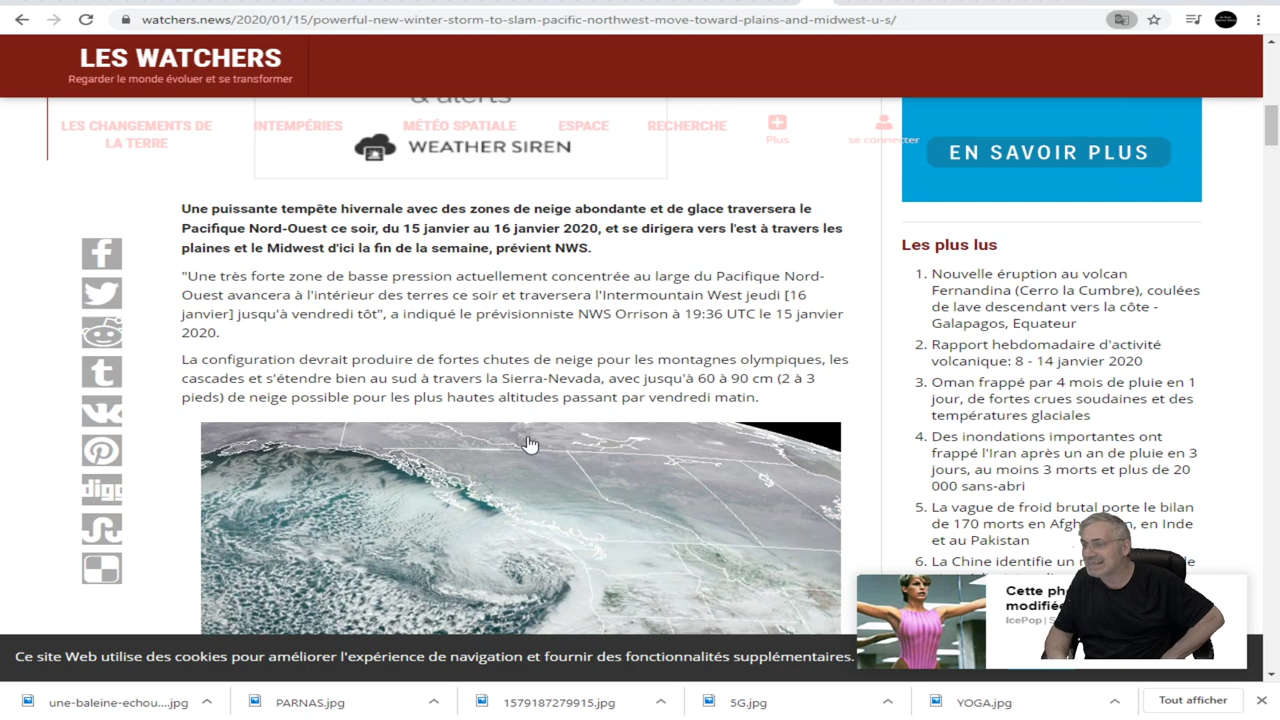 watchers.news/2020/01/15/powerful-new-winter-storm-to-slam-pacific-northwest-move-toward-plains-and-midwest-u-s/
LES WATCHERS
Regarder le monde évoluer et se transformer
& alerts
LES CHANGEMENTS DE
LA TERRE
INTEMPÉRIES
MÉTÉO SPATIALE
ESPACE
RECHERCHE
Plus
se connecter
WEATHER SIREN
EN SAVOIR PLUS
Une puissante tempête hivernale avec des zones de neige abondante et de glace traversera le
Pacifique Nord-Ouest ce soir, du 15 janvier au 16 janvier 2020, et se dirigera vers l'est à travers les
plaines et le Midwest d'ici la fin de la semaine, prévient NWS.
"Une très forte zone de basse pression actuellement concentrée au large du Pacifique Nord-
Ouest avancera à l'intérieur des terres ce soir et traversera l'Intermountain West jeudi [16
janvier] jusqu'à vendredi tôt", a indiqué le prévisionniste NWS Orrison à 19:36 UTC le 15 janvier
2020.
La configuration devrait produire de fortes chutes de neige pour les montagnes olympiques, les
cascades et s'étendre bien au sud à travers la Sierra-Nevada, avec jusqu'à 60 à 90 cm (2 à 3
pieds) de neige possible pour les plus hautes altitudes passant par vendredi matin.
digg
Les plus lus
1. Nouvelle éruption au volcan
Fernandina (Cerro la Cumbre), coulées
de lave descendant vers la côte -
Galapagos, Equateur
2. Rapport hebdomadaire d'activité
volcanique: 8 - 14 janvier 2020
3. Oman frappé par 4 mois de pluie en 1
jour, de fortes crues soudaines et des
températures glaciales
4. Des inondations importantes ont
frappé l'Iran après un an de pluie en 3
jours, au moins 3 morts et plus de 20
000 sans-abri
5. La vague de froid brutal porte le bilan
de 170 morts en en Inde
et au Pakistan
6. La Chine identifie un
Cette
modifiée
IcePop |
Ce site Web utilise des cookies pour améliorer l'expérience de navigation et fournir des fonctionnalités supplémentaires.
une-baleine-echou....jpg
PARNAS.jpg
1579187279915.jpg
5G.jpg
YOGA.jpg
Tout afficher